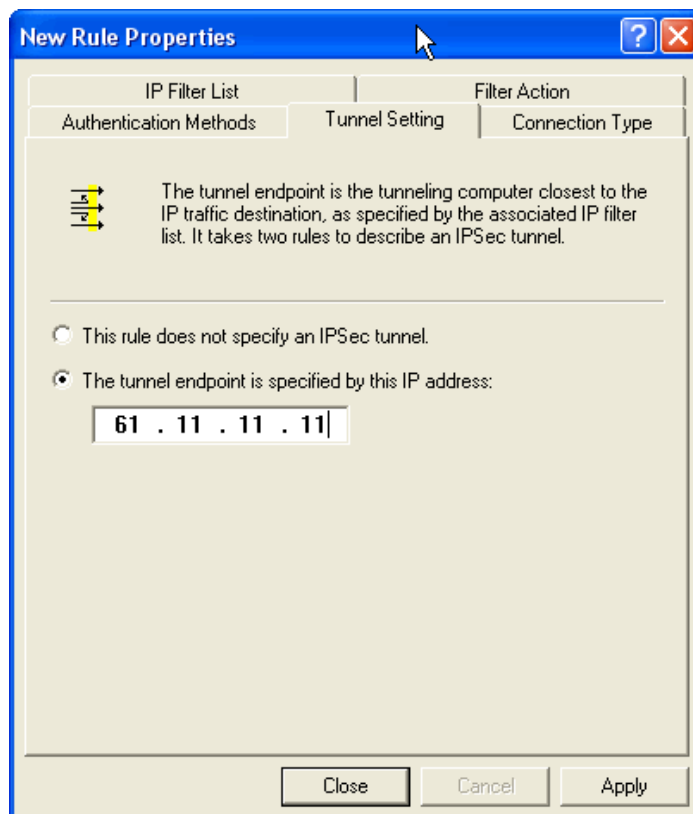 New Rule Properties
IP Filter List
Filter Action
Authentication Methods
Tunnel Setting
Connection Type
The tunnel endpoint is the tunneling computer closest to the
IP traffic destination, as specified by the associated IP filter
list. It takes two rules to describe an IPSec tunnel.
This rule does not specify an IPSec tunnel.
The tunnel endpoint is specified by this IP address:
61 . 11 . 11 . 11
Close
Cancel
Apply